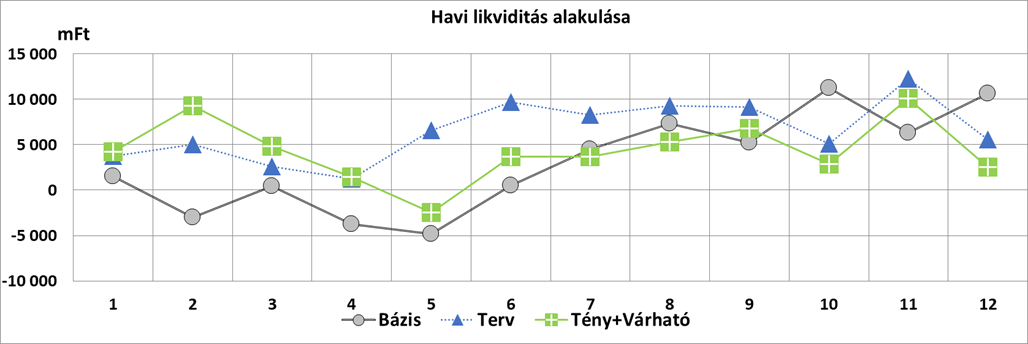 Havi likviditás alakulása
mFt
15 000
10 000
5 000
0
-5 000
-10 000
1 2 3 4 5 6 7 8 9 10 11 12
Bázis Terv Tény+Várható